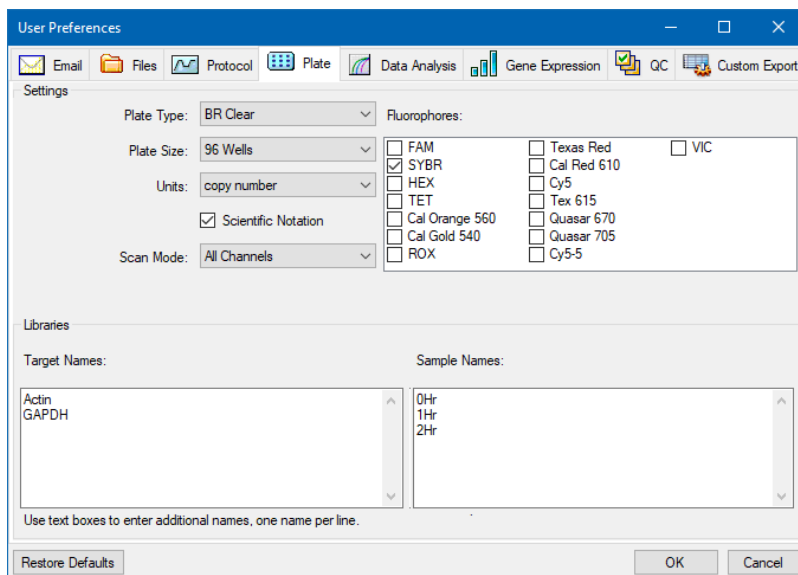 User Preferences
Email Files Protocol Plate Data Analysis Gene Expression QC Custom Export
Settings
Plate Type: BR Clear
Plate Size: 96 Wells
Units: copy number
Scientific Notation
Scan Mode: All Channels
Fluorophores:
FAM
SYBR
HEX
TET
Cal Orange 560
Cal Gold 540
ROX
Texas Red
Cal Red 610
Cy5
Tex 615
Quasar 670
Quasar 705
Cy5-5
VIC
Libraries
Target Names:
Actin
GAPDH
Sample Names:
0Hr
1Hr
2Hr
Use text boxes to enter additional names, one name per line.
Restore Defaults OK Cancel